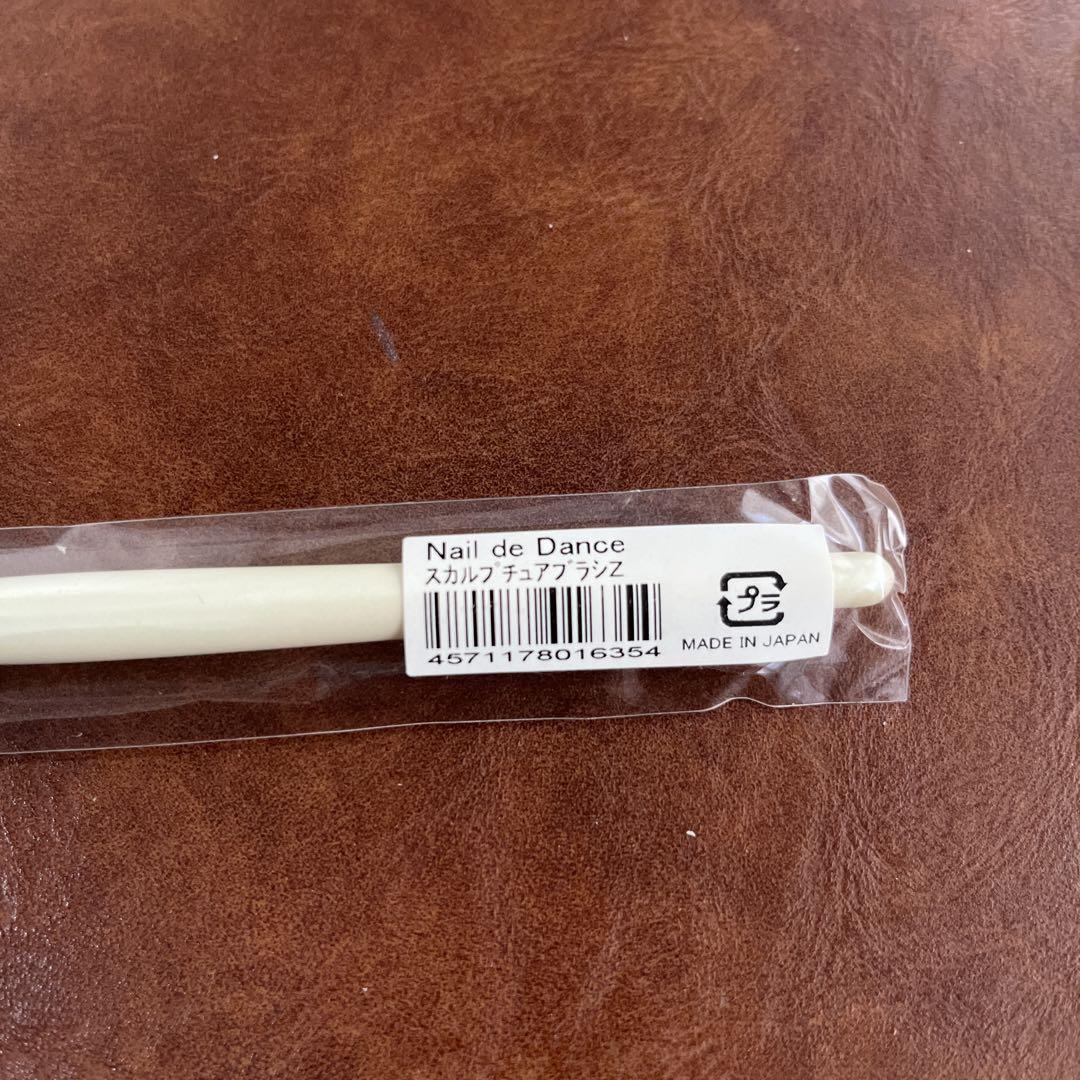 Nail de Dance
スカルプチュアブラシZ
4571178016354
プラ
MADE IN JAPAN